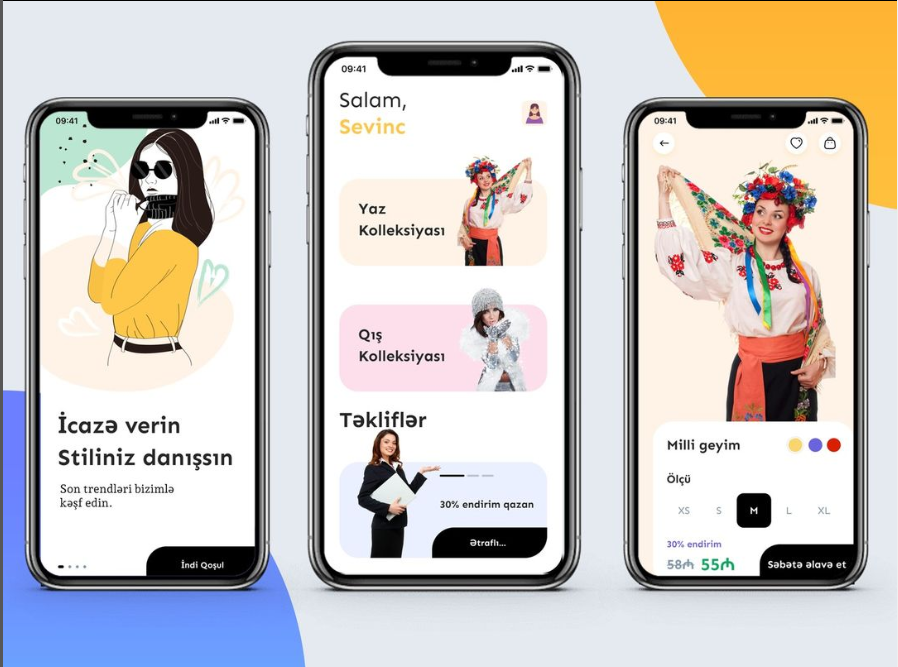 09:41
İcazə verin
Stiliniz danışsın
Son trendləri bizimlə
kəşf edin.
İndi Qoşul
09:41
Salam,
Sevinc
Yaz
Kolleksiyası
Qış
Kolleksiyası
Təkliflər
30% endirim qazan
Ətraflı...
09:41
Milli geyim
Ölçü
XS S M L XL
30% endirim
58₼ 55₼
Səbətə əlavə et